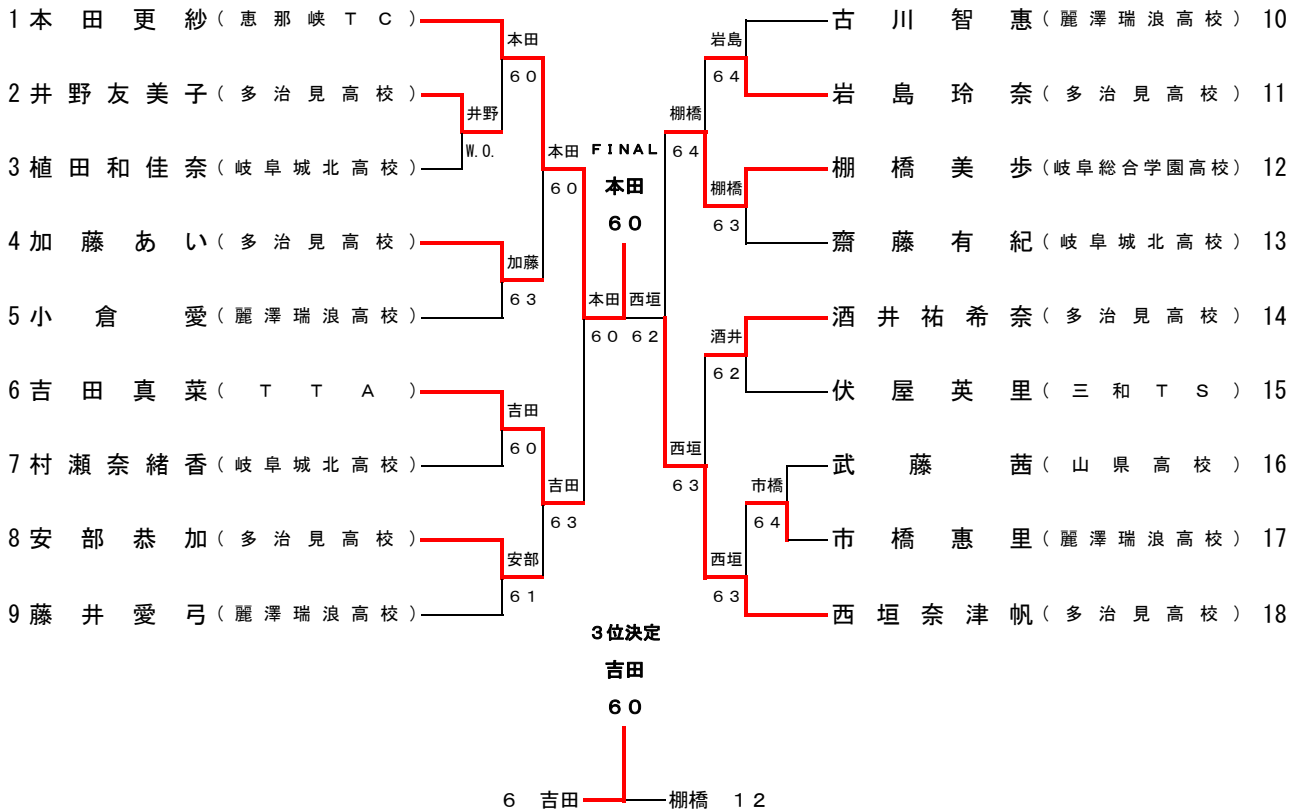 1 本田更紗(恵那峡TC)
古川智惠(麗澤瑞浪高校) 10
本田
岩島
60
64
2 井野友美子(多治見高校)
岩島玲奈(多治見高校) 11
井野
棚橋
W.O.
本田
FINAL
64
3 植田和佳奈(岐阜城北高校)
棚橋美歩(岐阜総合学園高校) 12
60
本田
棚橋
60
63
4 加藤あい(多治見高校)
齋藤有紀(岐阜城北高校) 13
加藤
63
本田
西垣
5 小倉愛(麗澤瑞浪高校)
酒井祐希奈(多治見高校) 14
60
62
酒井
62
6 吉田真菜(TTA)
伏屋英里(三和TS) 15
吉田
60
西垣
7 村瀬奈緒香(岐阜城北高校)
武藤茜(山県高校) 16
63
吉田
市橋
63
64
8 安部恭加(多治見高校)
市橋惠里(麗澤瑞浪高校) 17
安部
西垣
61
63
9 藤井愛弓(麗澤瑞浪高校)
西垣奈津帆(多治見高校) 18
3位決定
吉田
60
6 吉田
棚橋 12